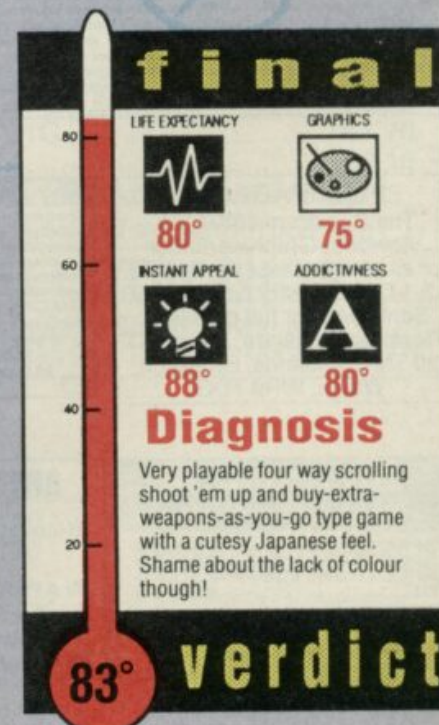 final
LIFE EXPECTANCY GRAPHICS
80
80° 75°
60
INSTANT APPEAL ADDICTIVNESS
A
88° 80°
40
Diagnosis
Very playable four way scrolling
shoot 'em up and buy-extra-
weapons-as-you-go type game
20
with a cutesy Japanese feel.
Shame about the lack of colour
though!
83°
verdict